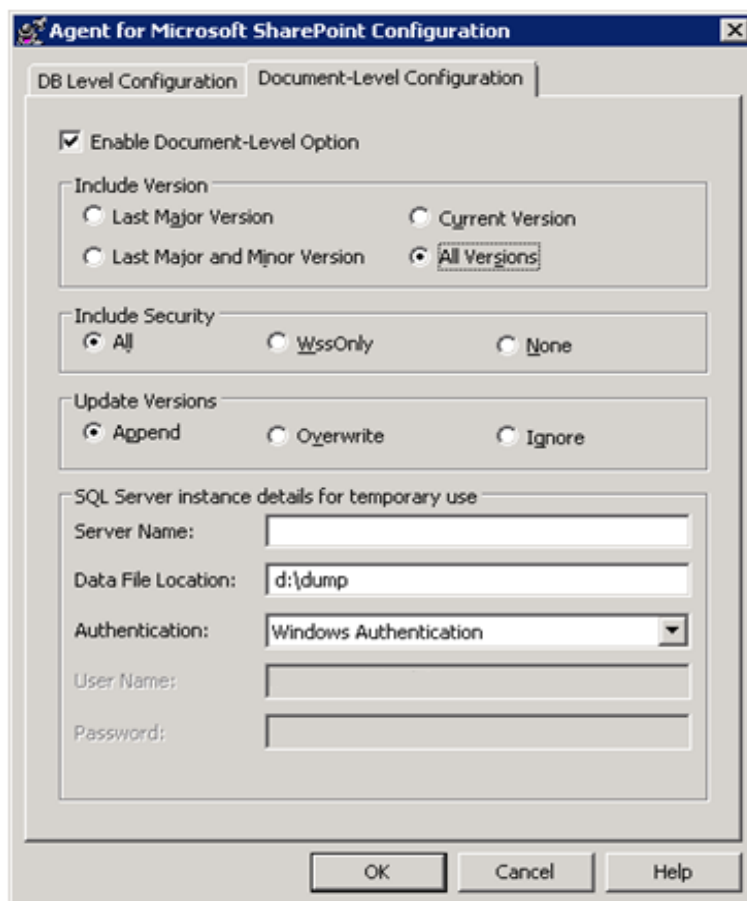 Agent for Microsoft SharePoint Configuration
DB Level Configuration Document-Level Configuration
Enable Document-Level Option
Include Version
Last Major Version Current Version
Last Major and Minor Version All Versions
Include Security
All WssOnly None
Update Versions
Append Overwrite Ignore
SQL Server instance details for temporary use
Server Name:
Data File Location: d:\dump
Authentication: Windows Authentication
User Name:
Password:
OK Cancel Help